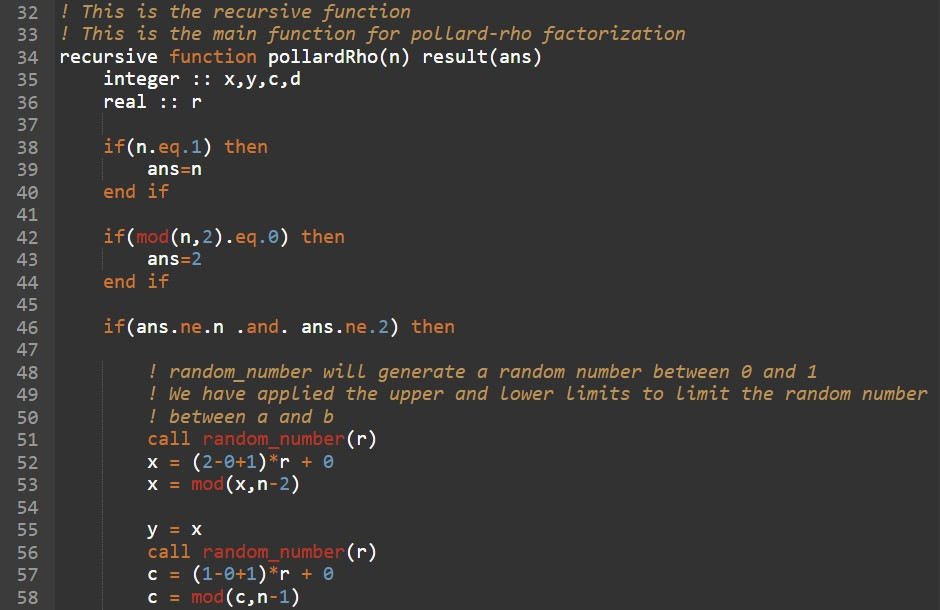 32 ! This is the recursive function
33 ! This is the main function for pollard-rho factorization
34 recursive function pollardRho(n) result(ans)
35     integer :: x,y,c,d
36     real :: r
37
38     if(n.eq.1) then
39         ans=n
40     end if
41
42     if(mod(n,2).eq.0) then
43         ans=2
44     end if
45
46     if(ans.ne.n .and. ans.ne.2) then
47
48         ! random_number will generate a random number between 0 and 1
49         ! We have applied the upper and lower limits to limit the random number
50         ! between a and b
51         call random_number(r)
52         x = (2-0+1)*r + 0
53         x = mod(x,n-2)
54
55         y = x
56         call random_number(r)
57         c = (1-0+1)*r + 0
58         c = mod(c,n-1)